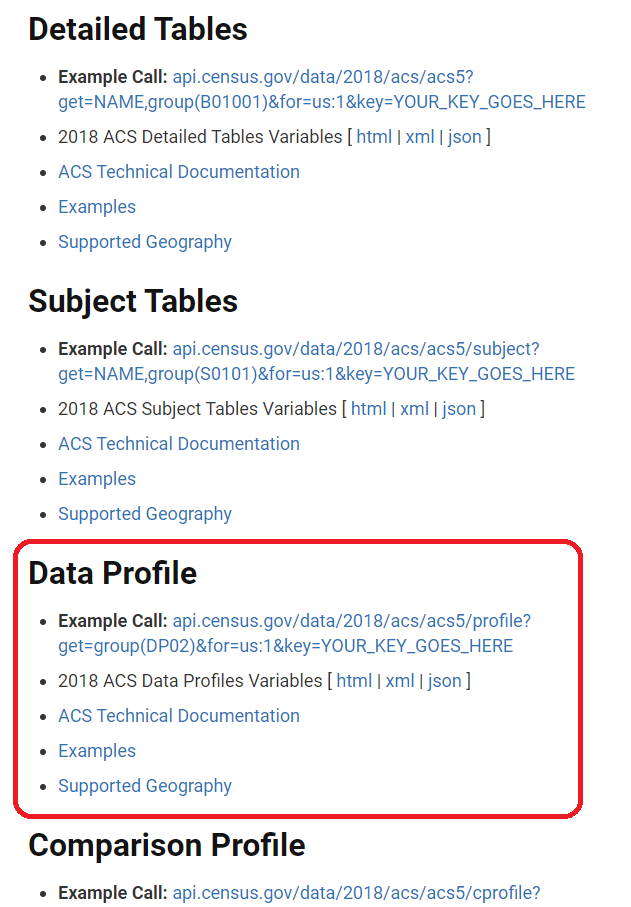 Detailed Tables
Example Call: api.census.gov/data/2018/acs/acs5?
get=NAME,group(B01001)&for=us:1&key=YOUR_KEY_GOES_HERE
2018 ACS Detailed Tables Variables [ html | xml | json ]
ACS Technical Documentation
Examples
Supported Geography
Subject Tables
Example Call: api.census.gov/data/2018/acs/acs5/subject?
get=NAME,group(S0101)&for=us:1&key=YOUR_KEY_GOES_HERE
2018 ACS Subject Tables Variables [ html | xml | json ]
ACS Technical Documentation
Examples
Supported Geography
Data Profile
Example Call: api.census.gov/data/2018/acs/acs5/profile?
get=group(DP02)&for=us:1&key=YOUR_KEY_GOES_HERE
2018 ACS Data Profiles Variables [ html | xml | json ]
ACS Technical Documentation
Examples
Supported Geography
Comparison Profile
Example Call: api.census.gov/data/2018/acs/acs5/cprofile?